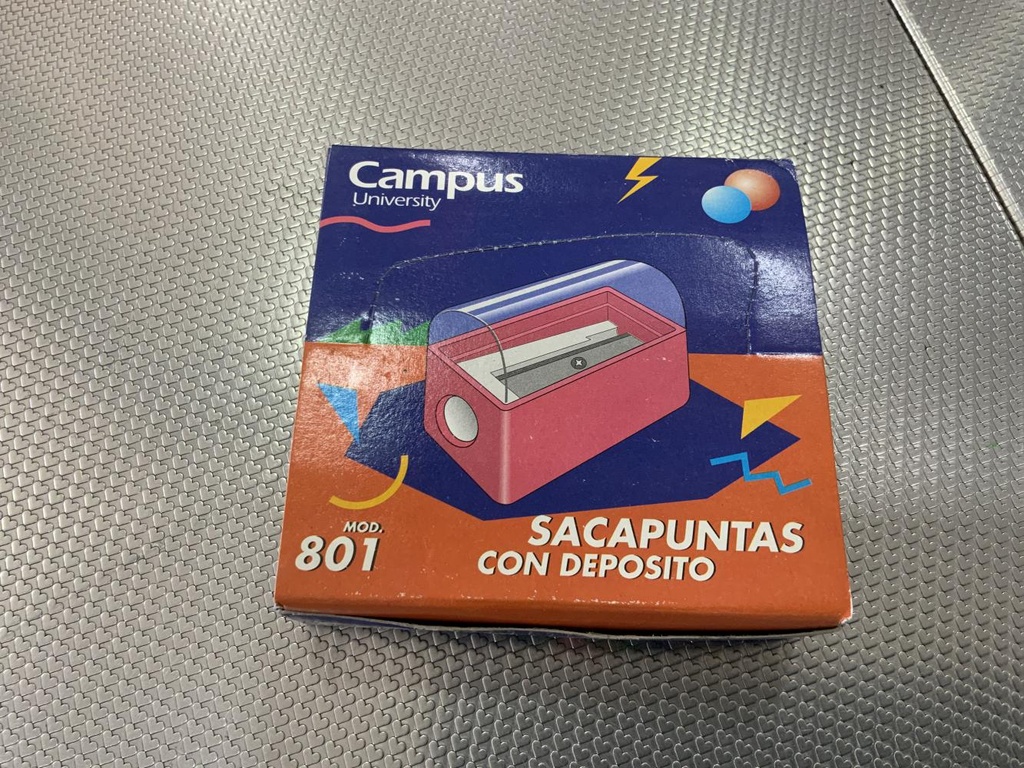 Campus
University
MOD.
801
SACAPUNTAS
CON DEPOSITO